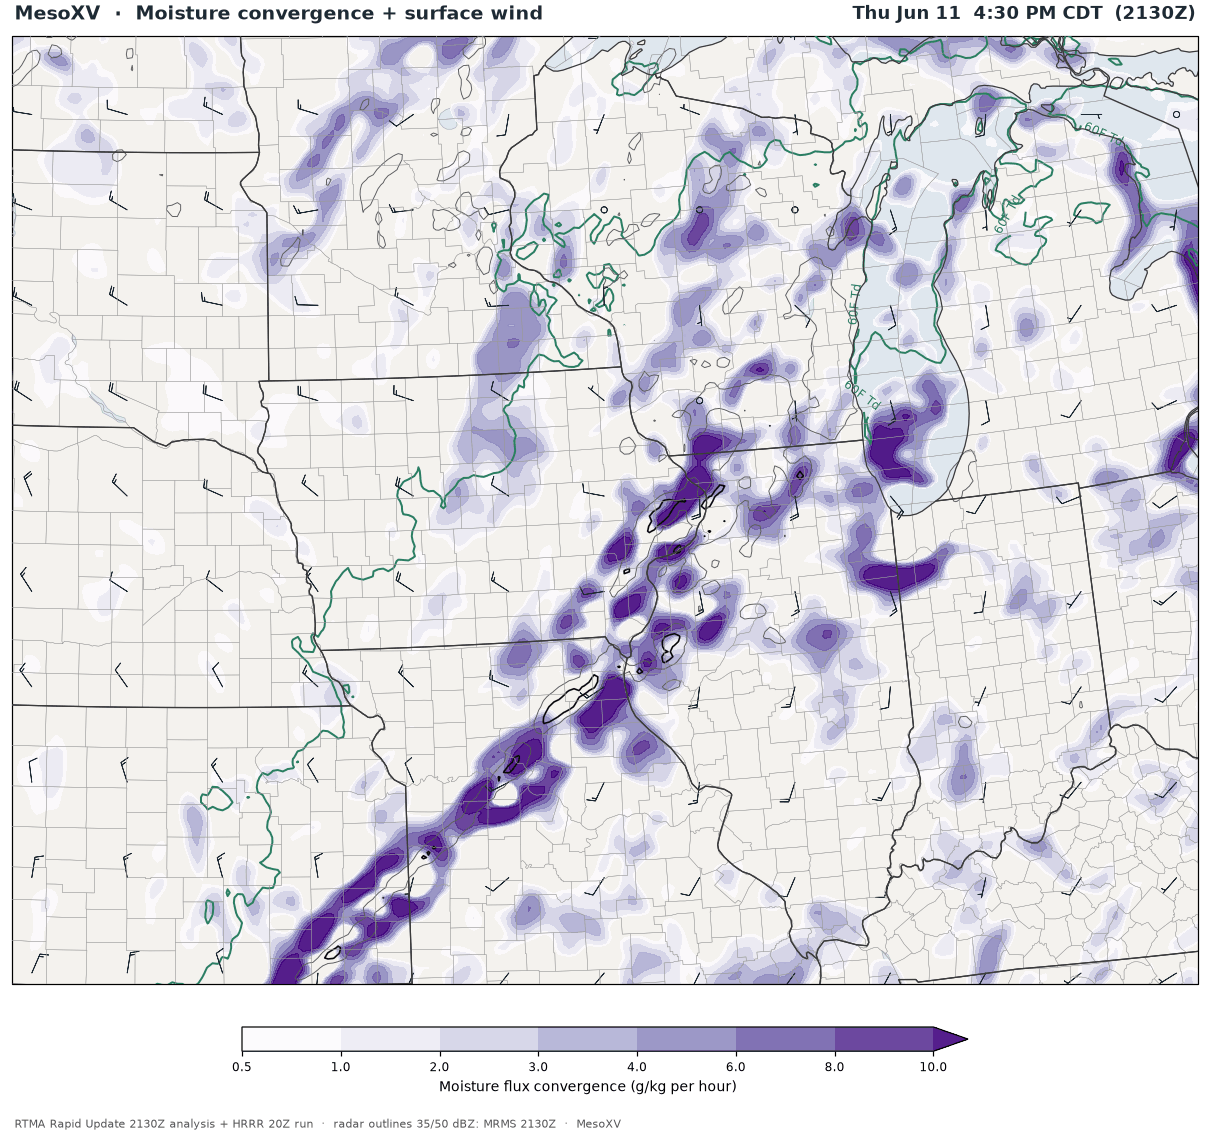 MesoXV · Moisture convergence + surface wind
Thu Jun 11 4:30 PM CDT (2130Z)
60F Td
60F Td
60F Td
60F Td
0.5 1.0 2.0 3.0 4.0 6.0 8.0 10.0
Moisture flux convergence (g/kg per hour)
RTMA Rapid Update 2130Z analysis + HRRR 20Z run · radar outlines 35/50 dBZ: MRMS 2130Z · MesoXV